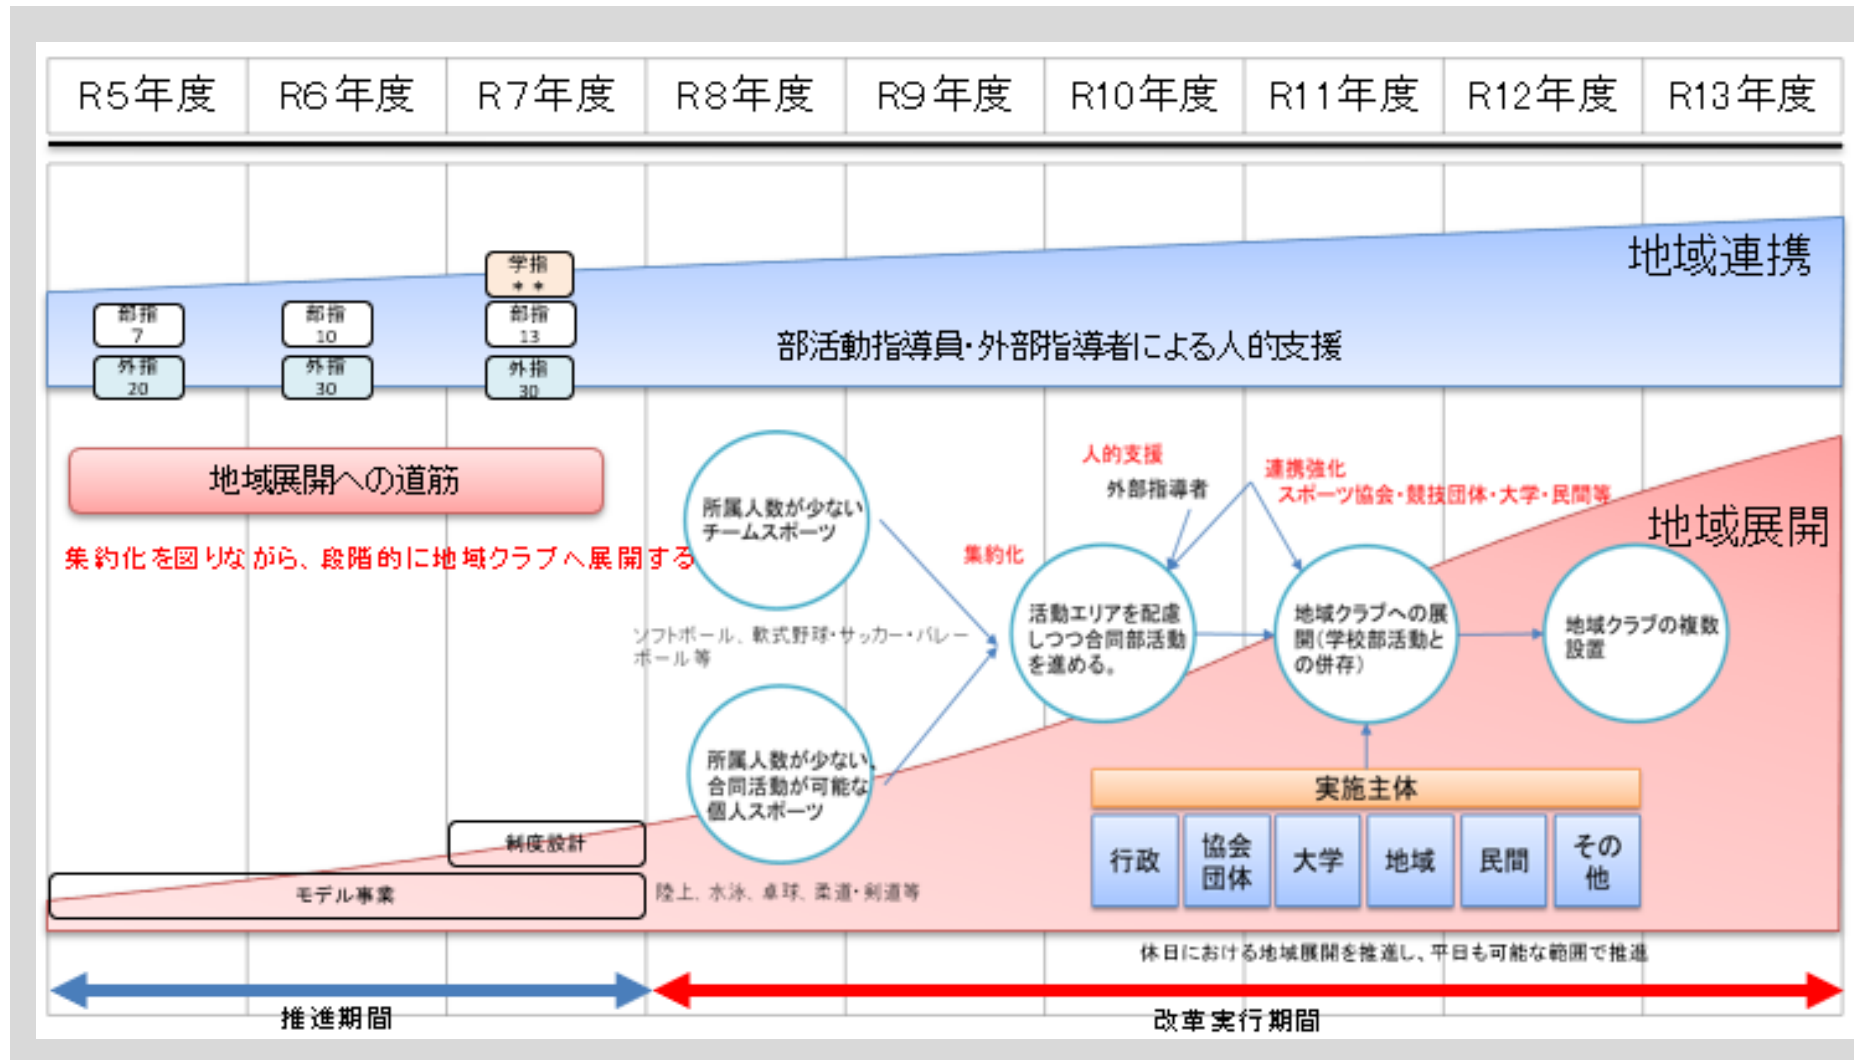 R5年度 R6年度 R7年度 R8年度 R9年度 R10年度 R11年度 R12年度 R13年度
地域連携
学指
＊＊
部指
7
部指
10
部指
13
外指
20
外指
30
外指
30
部活動指導員・外部指導者による人的支援
地域展開への道筋
集約化を図りながら、段階的に地域クラブへ展開する
所属人数が少ない
チームスポーツ
ソフトボール、軟式野球・サッカー・バレー
ボール等
所属人数が少ない、
合同活動が可能な
個人スポーツ
陸上、水泳、卓球、柔道・剣道等
集約化
人的支援
外部指導者
連携強化
スポーツ協会・競技団体・大学・民間等
地域展開
活動エリアを配慮
しつつ合同部活動
を進める。
地域クラブへの展
開(学校部活動と
の併存)
地域クラブの複数
設置
実施主体
行政
協会
団体
大学
地域
民間
その
他
制度設計
モデル事業
休日における地域展開を推進し、平日も可能な範囲で推進
推進期間
改革実行期間